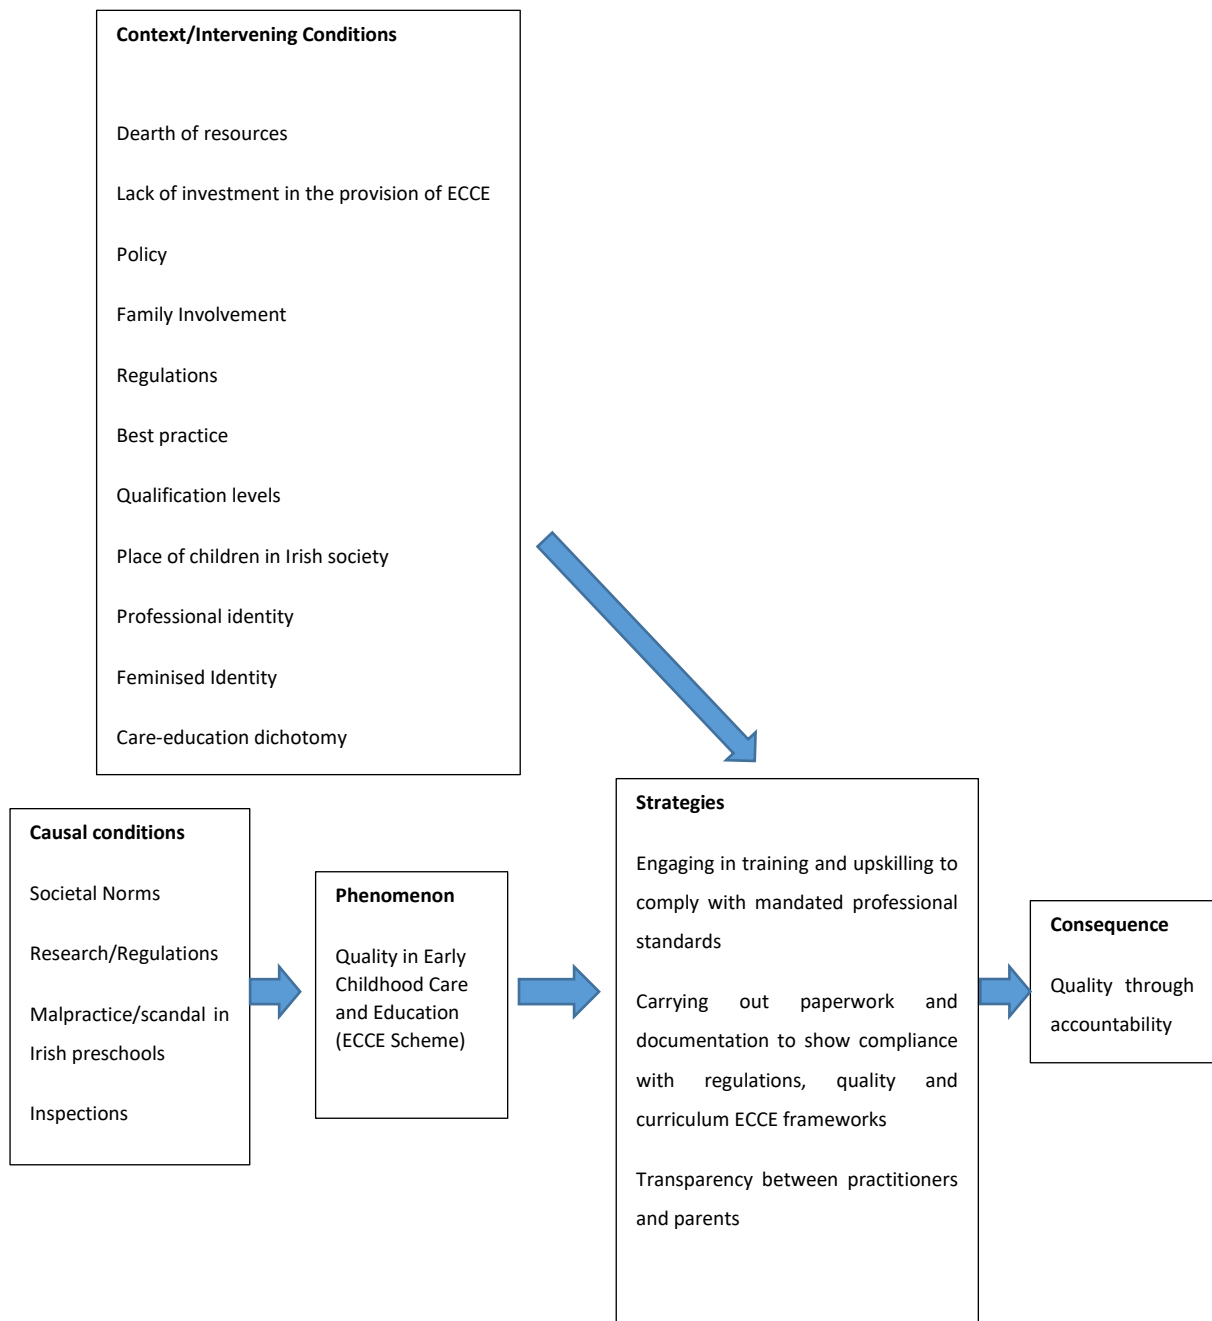 Context/Intervening Conditions
Dearth of resources
Lack of investment in the provision of ECCE
Policy
Family Involvement
Regulations
Best practice
Qualification levels
Place of children in Irish society
Professional identity
Feminised Identity
Care-education dichotomy
Causal conditions
Societal Norms
Research/Regulations
Malpractice/scandal in
Irish preschools
Inspections
Phenomenon
Quality in Early
Childhood Care
and Education
(ECCE Scheme)
Strategies
Engaging in training and upskilling to
comply with mandated professional
standards
Carrying out paperwork and
documentation to show compliance
with regulations, quality and
curriculum ECCE frameworks
Transparency between practitioners
and parents
Consequence
Quality through
accountability